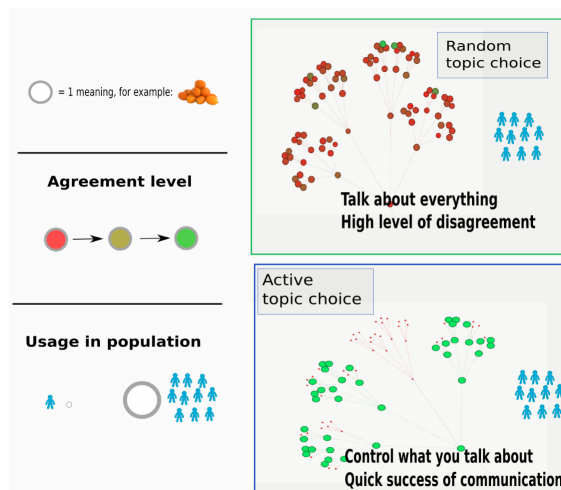 = 1 meaning, for example:
Agreement level
Usage in population
Random
topic choice
Talk about everything
High level of disagreement
Active
topic choice
Control what you talk about
Quick success of communication